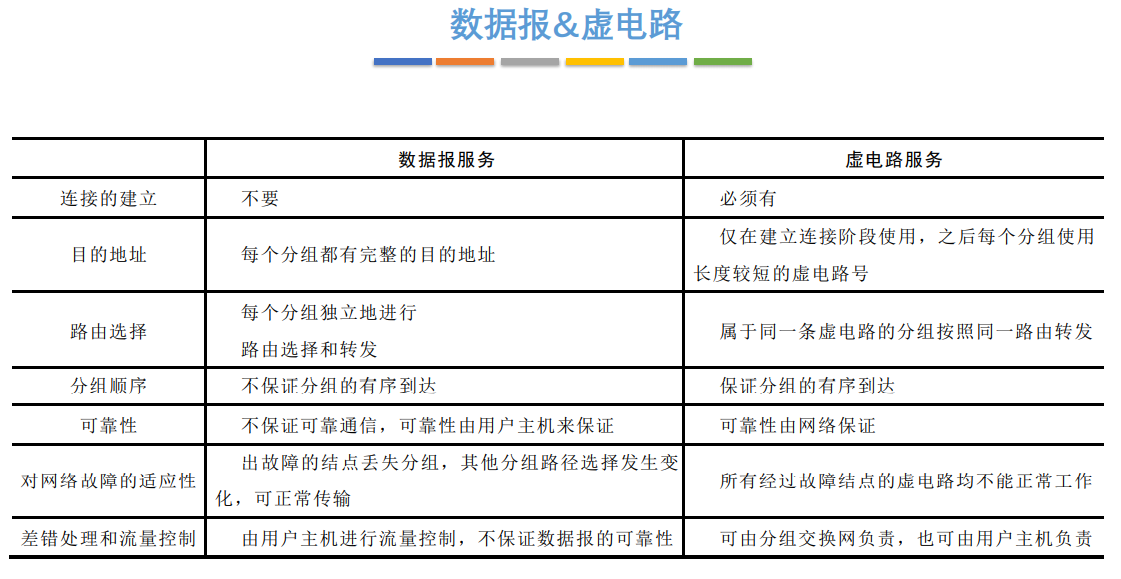 数据报&虚电路
数据报服务
虚电路服务
连接的建立
不要
必须有
目的地址
每个分组都有完整的目的地址
仅在建立连接阶段使用，之后每个分组使用
长度较短的虚电路号
路由选择
每个分组独立地进行
路由选择和转发
属于同一条虚电路的分组按照同一路由转发
分组顺序
不保证分组的有序到达
保证分组的有序到达
可靠性
不保证可靠通信，可靠性由用户主机来保证
可靠性由网络保证
对网络故障的适应性
出故障的结点丢失分组，其他分组路径选择发生变
化，可正常传输
所有经过故障结点的虚电路均不能正常工作
差错处理和流量控制
由用户主机进行流量控制，不保证数据报的可靠性
可由分组交换网负责，也可由用户主机负责